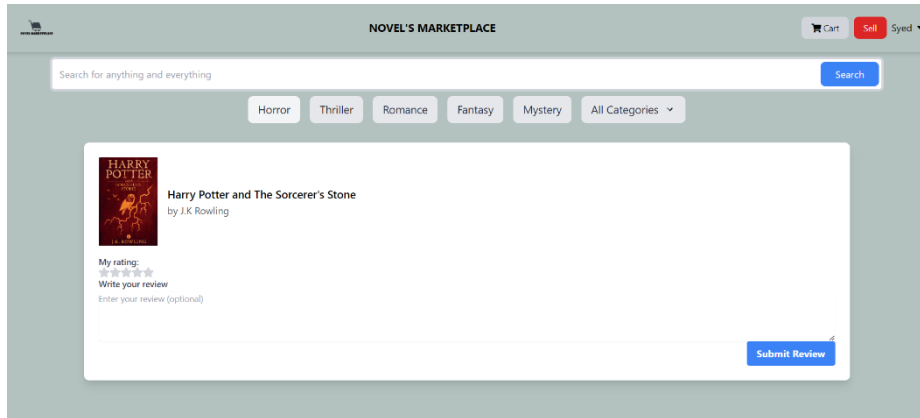 NOVEL'S MARKETPLACE
Cart
Sell
Syed
Search for anything and everything
Search
Horror
Thriller
Romance
Fantasy
Mystery
All Categories
HARRY
POTTER
Harry Potter and The Sorcerer's Stone
by J.K Rowling
J.K. ROWLING
My rating:
Write your review
Enter your review (optional)
Submit Review